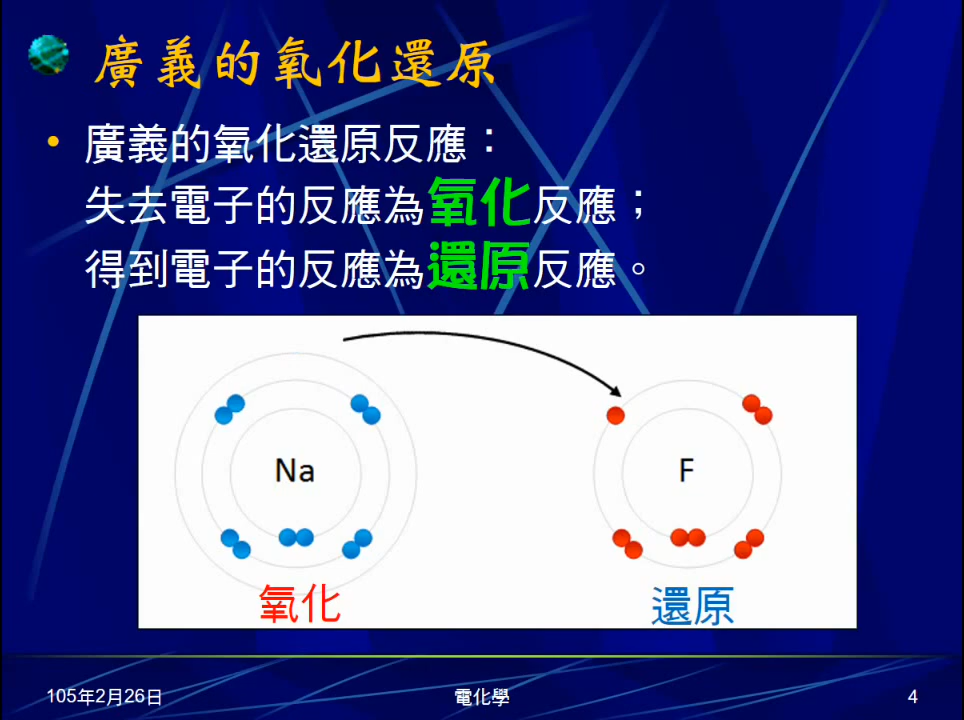 廣義的氧化還原
• 廣義的氧化還原反應：
失去電子的反應為氧化反應；
得到電子的反應為還原反應。
Na
F
氧化
還原
105年2月26日
電化學
4